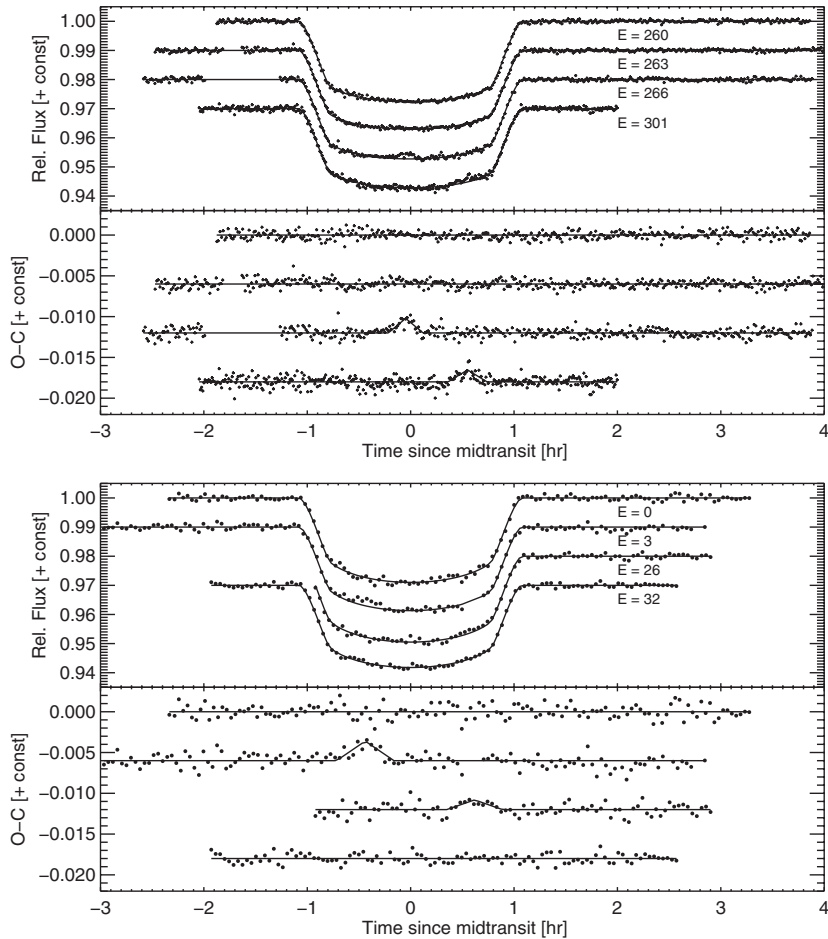 Rel. Flux [+ const]
1.00
0.99
0.98
0.97
0.96
0.95
0.94
E = 260
E = 263
E = 266
E = 301
O−C [+ const]
0.000
−0.005
−0.010
−0.015
−0.020
−3 −2 −1 0 1 2 3 4
Time since midtransit [hr]
Rel. Flux [+ const]
1.00
0.99
0.98
0.97
0.96
0.95
0.94
E = 0
E = 3
E = 26
E = 32
O−C [+ const]
0.000
−0.005
−0.010
−0.015
−0.020
−3 −2 −1 0 1 2 3 4
Time since midtransit [hr]